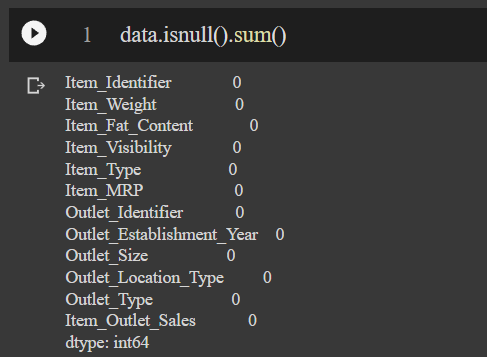 1 data.isnull().sum()
Item_Identifier 0
Item_Weight 0
Item_Fat_Content 0
Item_Visibility 0
Item_Type 0
Item_MRP 0
Outlet_Identifier 0
Outlet_Establishment_Year 0
Outlet_Size 0
Outlet_Location_Type 0
Outlet_Type 0
Item_Outlet_Sales 0
dtype: int64